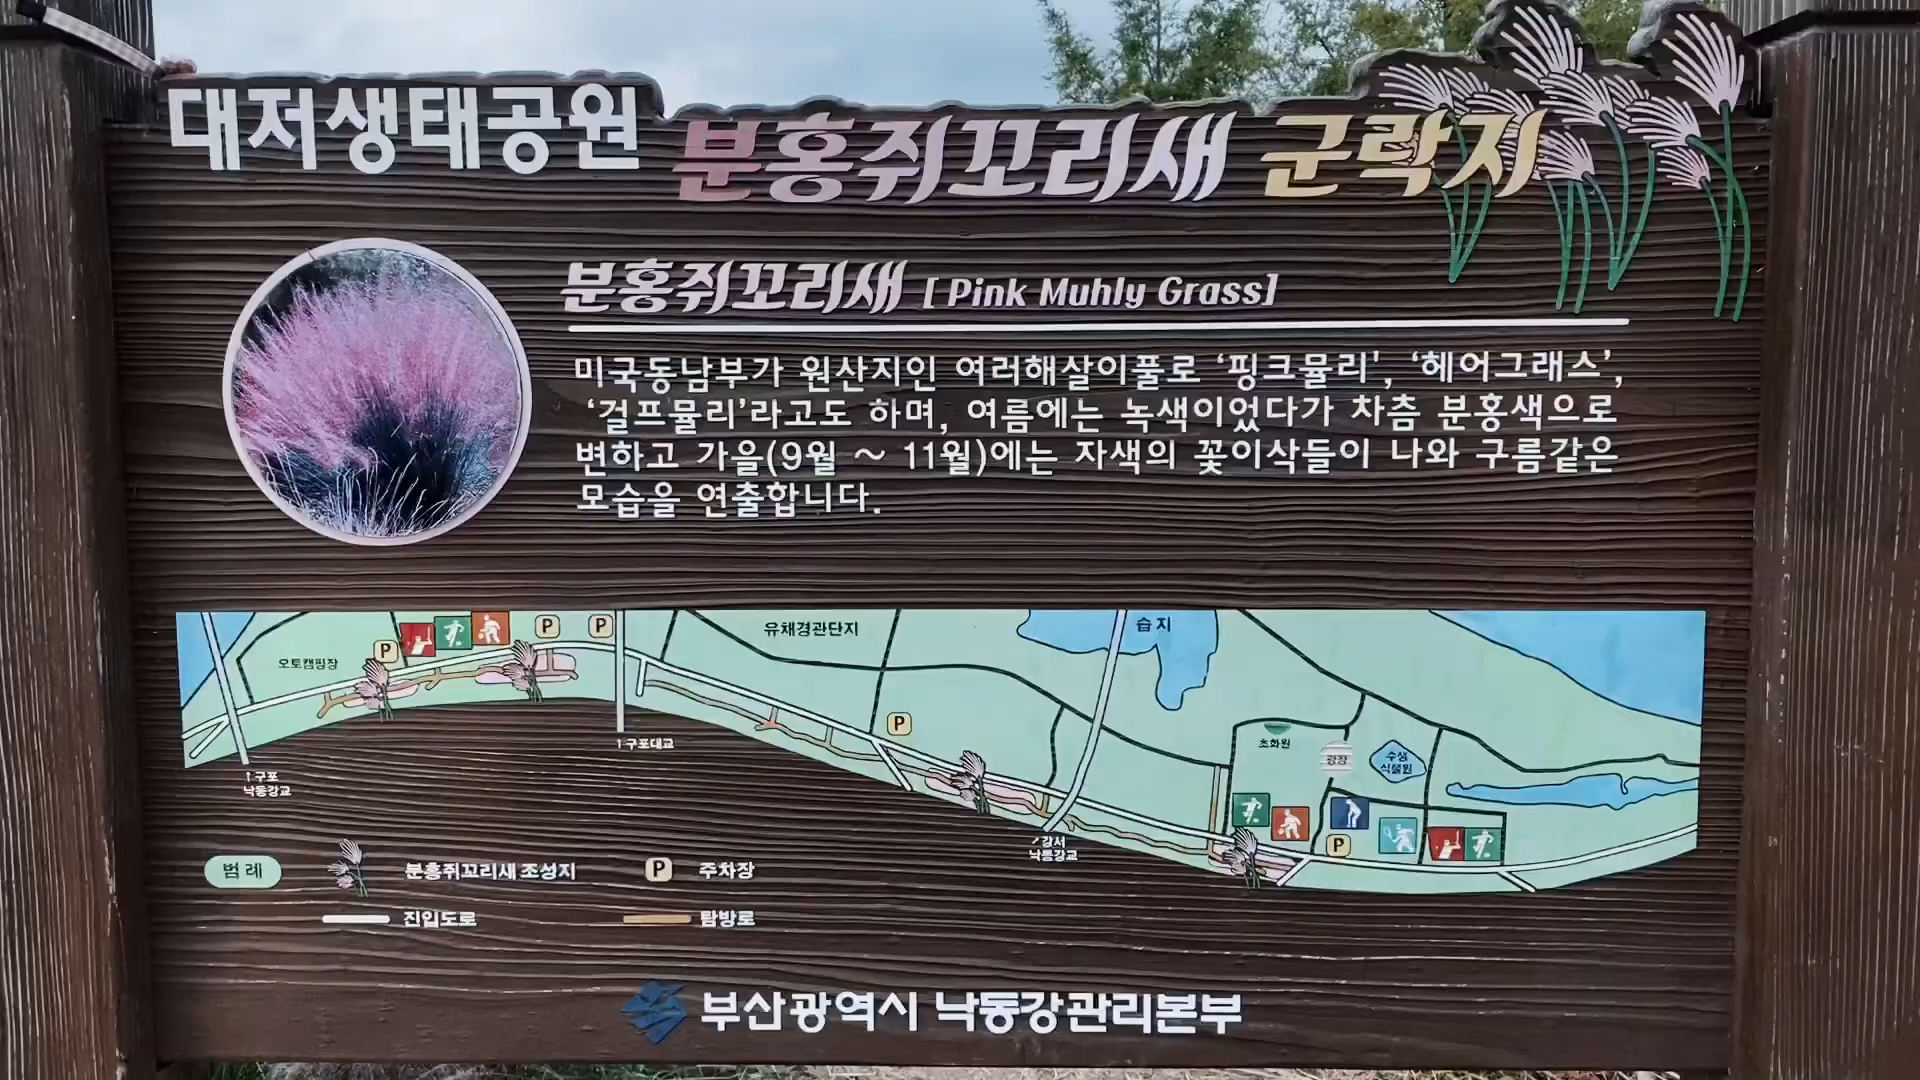 대저생태공원 분홍쥐꼬리새 군락지
분홍쥐꼬리새 [ Pink Muhly Grass]
미국동남부가 원산지인 여러해살이풀로 '핑크뮬리', '헤어그래스',
'걸프뮬리'라고도 하며, 여름에는 녹색이었다가 차츰 분홍색으로
변하고 가을(9월 ~ 11월)에는 자색의 꽃이삭들이 나와 구름같은
모습을 연출합니다.
유채경관단지
습지
P
P
오토캠핑장
P
P
↑구포대교
↑구포
낙동강교
초화원
광장
수생
식물원
P
↗강서
낙동강교
범례
분홍쥐꼬리새 조성지
P
주차장
진입도로
탐방로
부산광역시 낙동강관리본부